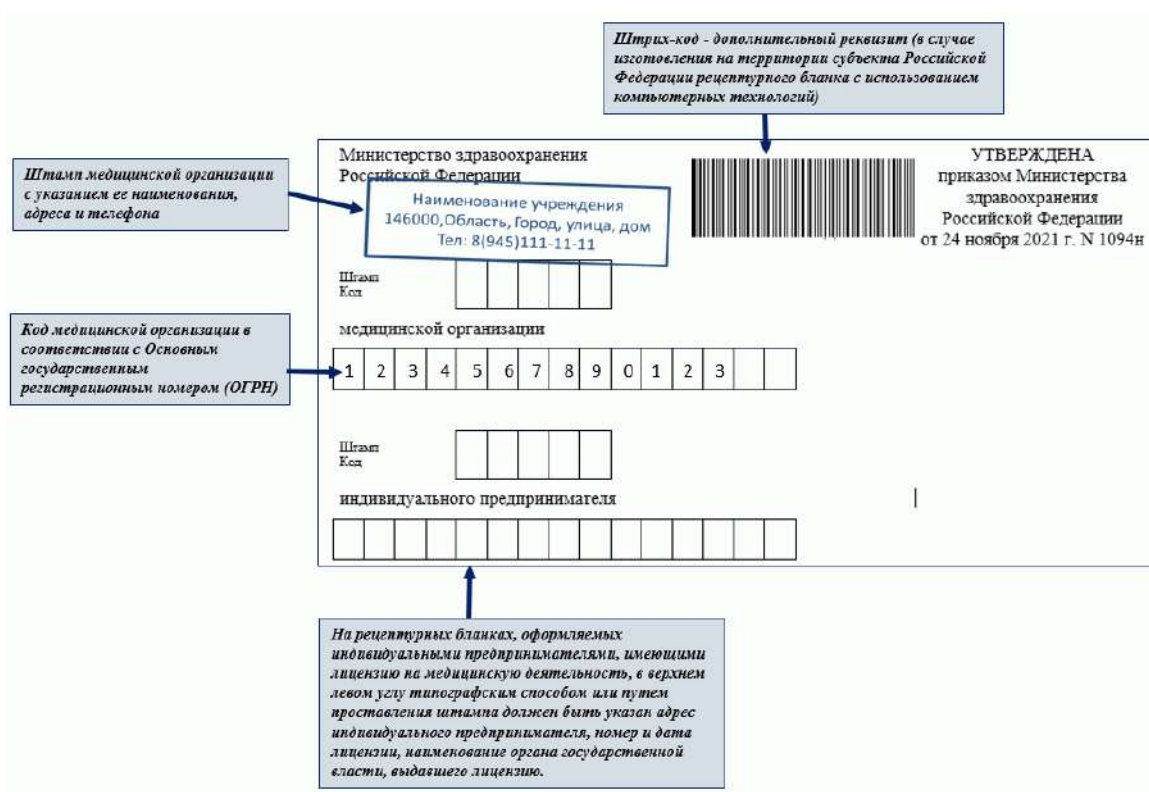 Штрих-код - дополнительный реквизит (в случае
изготовления на территории субъекта Российской
Федерации рецептурного бланка с использованием
компьютерных технологий)
Штамп медицинской организации
с указанием ее наименования,
адреса и телефона
Министерство здравоохранения
Российской Федерации
Наименование учреждения
146000,Область, Город, улица, дом
Тел: 8(945)111-11-11
УТВЕРЖДЕНА
приказом Министерства
здравоохранения
Российской Федерации
от 24 ноября 2021 г. N 1094н
Штамп
Код
медицинской организации
Код медицинской организации в
соответствии с Основным
государственным
регистрационным номером (ОГРН)
1 2 3 4 5 6 7 8 9 0 1 2 3
Штамп
Код
индивидуального предпринимателя
На рецептурных бланках, оформляемых
индивидуальными предпринимателями, имеющими
лицензию на медицинскую деятельность, в верхнем
левом углу типографским способом или путем
проставления штампа должен быть указан адрес
индивидуального предпринимателя, номер и дата
лицензии, наименование органа государственной
власти, выдавшего лицензию.